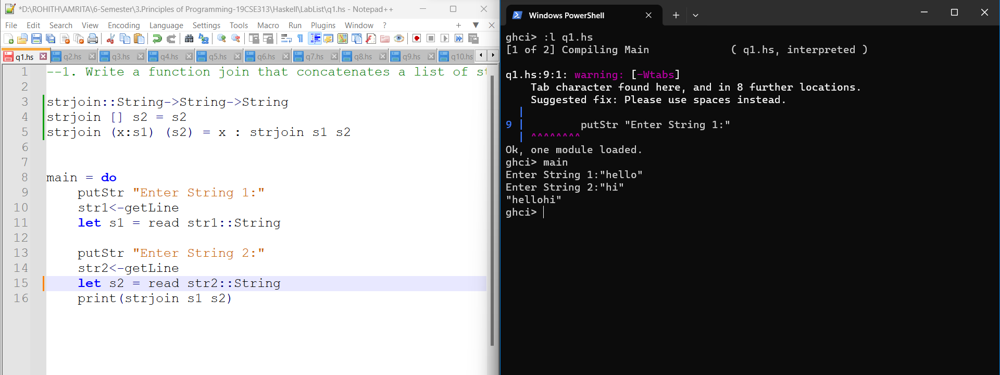 *D:\ROHITH\AMRITA\6-Semester\3.Principles of Programming-19CSE313\Haskell\LabList\q1.hs - Notepad++
File Edit Search View Encoding Language Settings Tools Macro Run Plugins Window ?
q1.hs q2.hs q3.hs q4.hs q5.hs q6.hs q7.hs q8.hs q9.hs q10.hs
1 --1. Write a function join that concatenates a list of
2
3 strjoin::String->String->String
4 strjoin [] s2 = s2
5 strjoin (x:s1) (s2) = x : strjoin s1 s2
6
7
8 main = do
9 putStr "Enter String 1:"
10 str1<-getLine
11 let s1 = read str1::String
12
13 putStr "Enter String 2:"
14 str2<-getLine
15 let s2 = read str2::String
16 print(strjoin s1 s2)
Windows PowerShell
ghci> :l q1.hs
[1 of 2] Compiling Main ( q1.hs, interpreted )
q1.hs:9:1: warning: [-Wtabs]
Tab character found here, and in 8 further locations.
Suggested fix: Please use spaces instead.
|
9 | putStr "Enter String 1:"
| ^^^^^^^^
Ok, one module loaded.
ghci> main
Enter String 1:"hello"
Enter String 2:"hi"
"hellohi"
ghci>